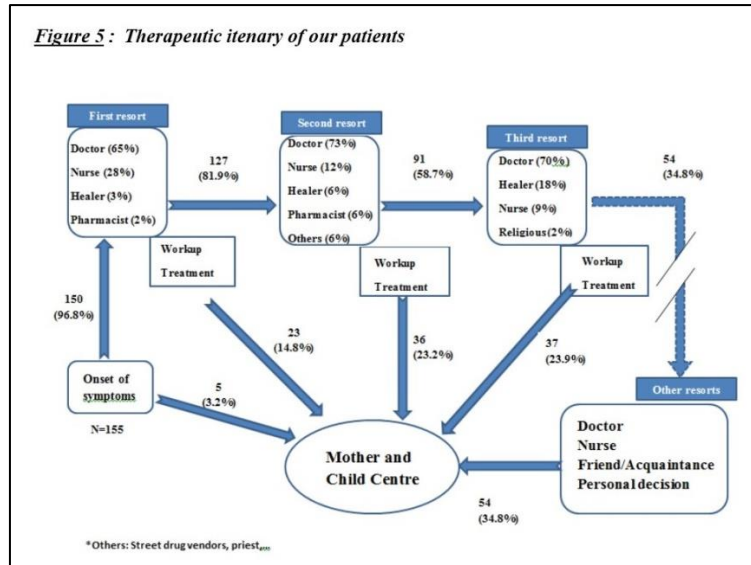 Figure 5 : Therapeutic itenary of our patients
First resort
Doctor (65%)
Nurse (28%)
Healer (3%)
Pharmacist (2%)
127
(81.9%)
Second resort
Doctor (73%)
Nurse (12%)
Healer (6%)
Pharmacist (6%)
Others (6%)
91
(58.7%)
Third resort
Doctor (70%)
Healer (18%)
Nurse (9%)
Religious (2%)
54
(34.8%)
Workup
Treatment
Workup
Treatment
Workup
Treatment
150
(96.8%)
23
(14.8%)
36
(23.2%)
37
(23.9%)
Onset of
symptoms
N=155
5
(3.2%)
Mother and
Child Centre
Other resorts
Doctor
Nurse
Friend/Acquaintance
Personal decision
54
(34.8%)
*Others: Street drug vendors, priest,